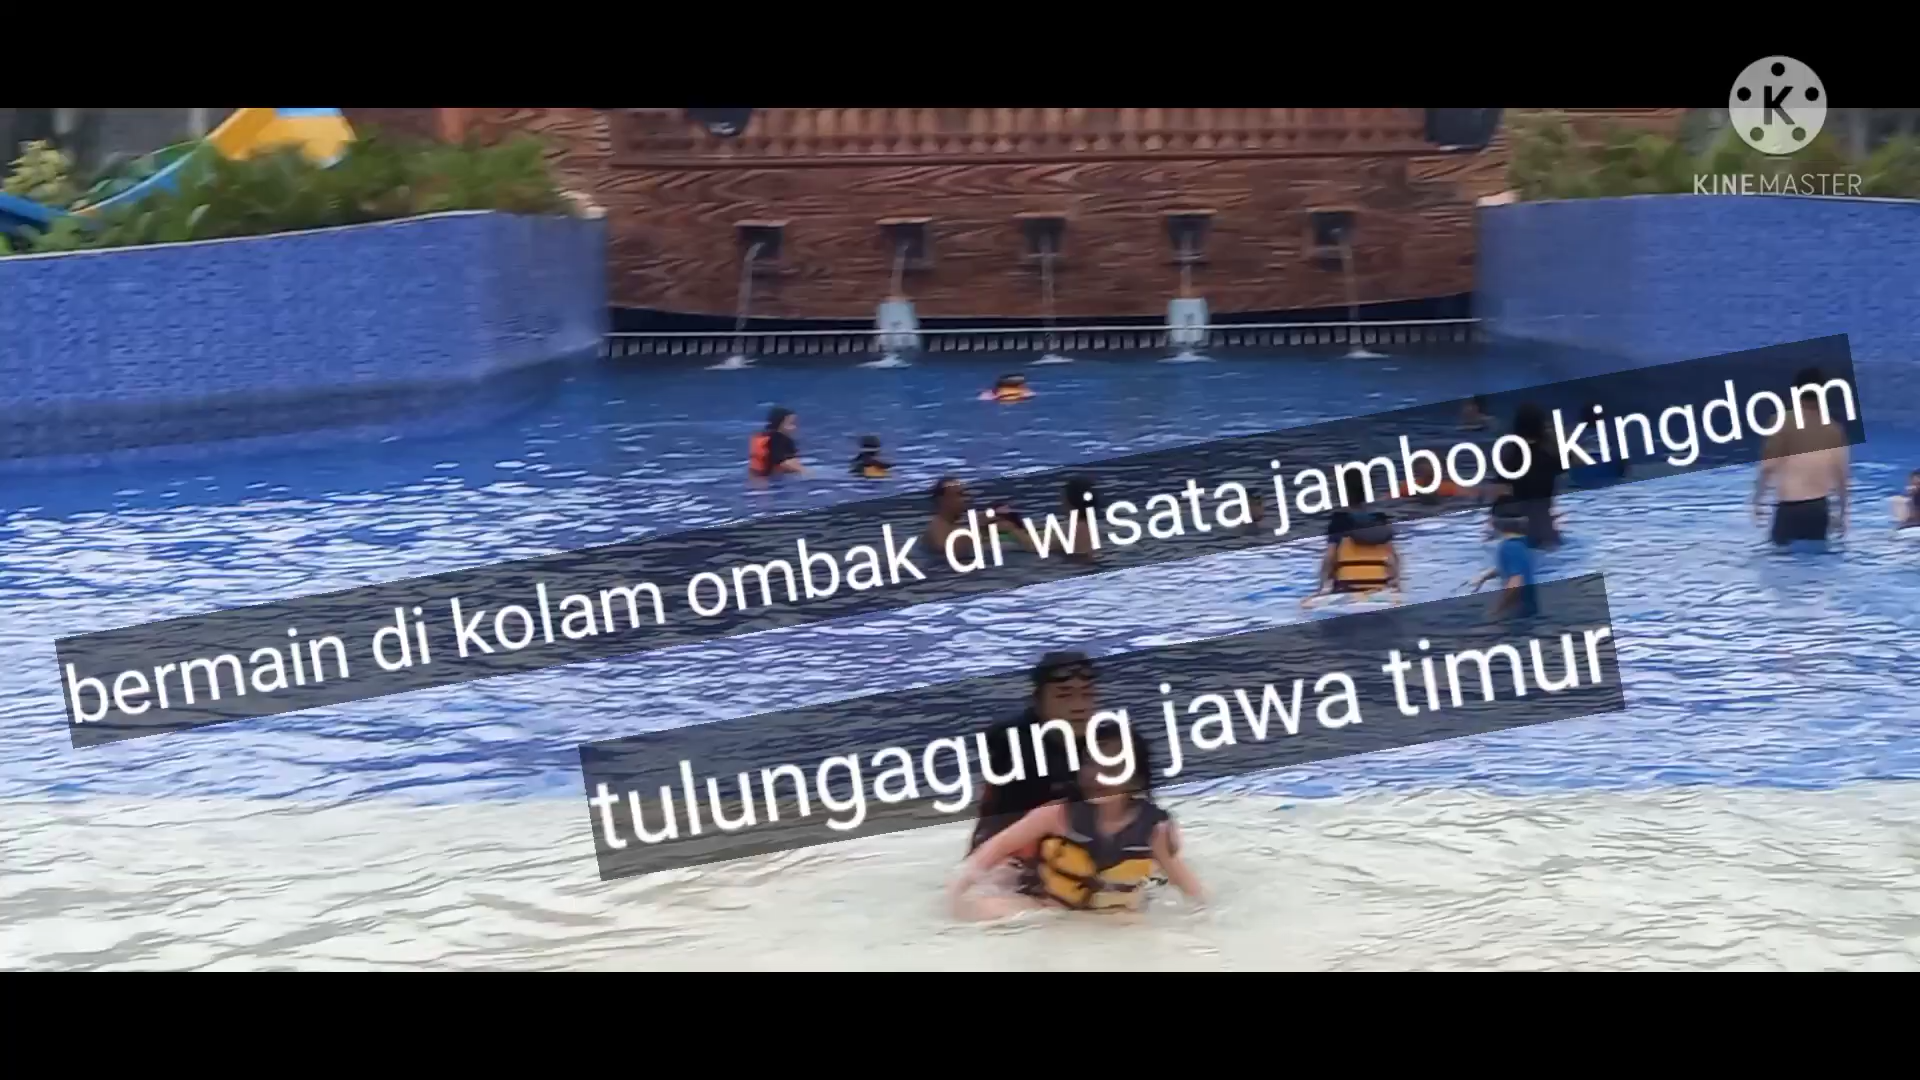 K
KINEMASTER
bermain di kolam ombak di wisata jamboo kingdom
tulungagung jawa timur